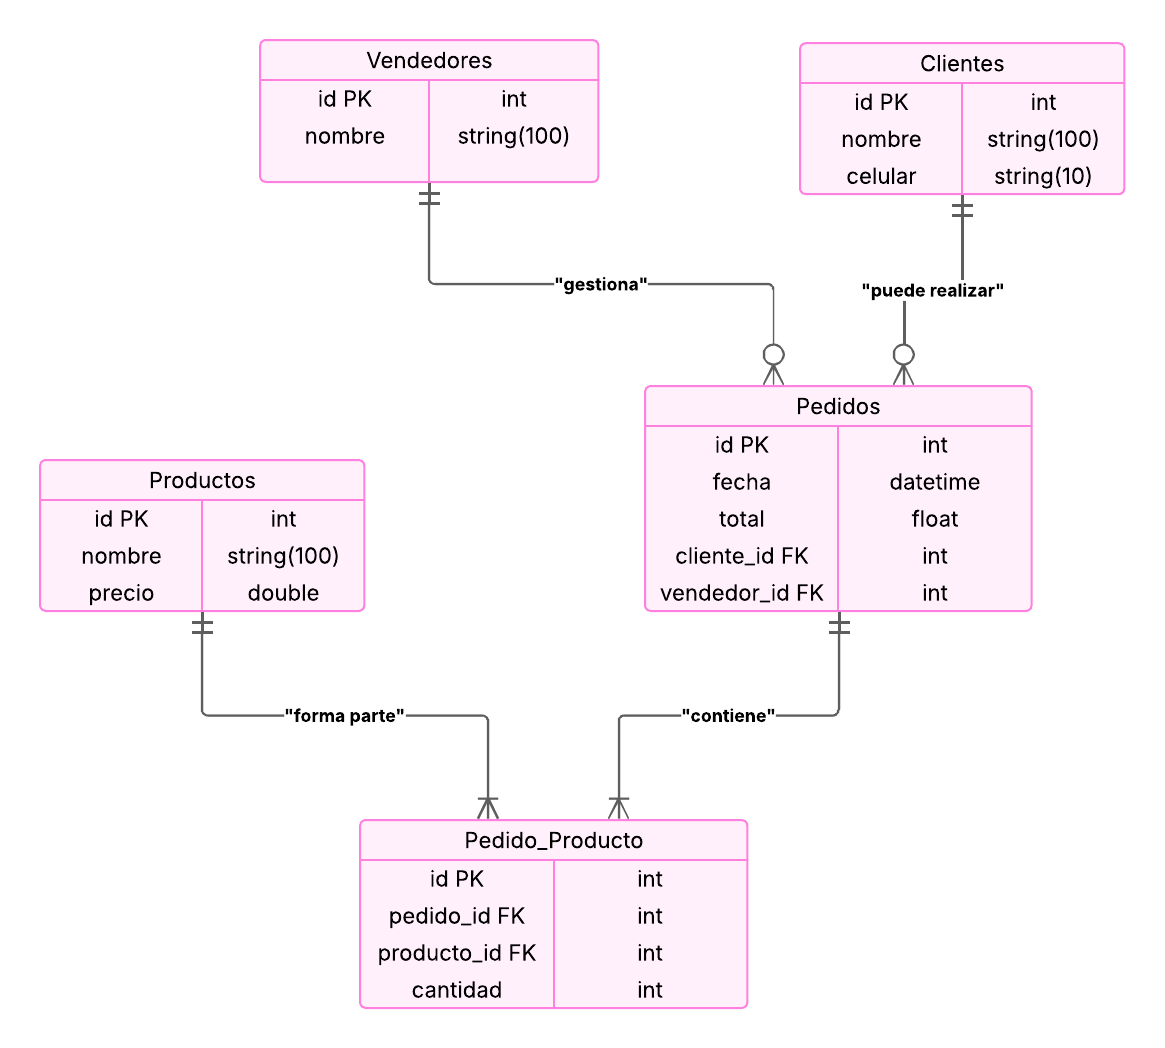 Vendedores
id PK int
nombre string(100)
Clientes
id PK int
nombre string(100)
celular string(10)
"gestiona"
"puede realizar"
Pedidos
id PK int
fecha datetime
total float
cliente_id FK int
vendedor_id FK int
Productos
id PK int
nombre string(100)
precio double
"forma parte"
"contiene"
Pedido_Producto
id PK int
pedido_id FK int
producto_id FK int
cantidad int